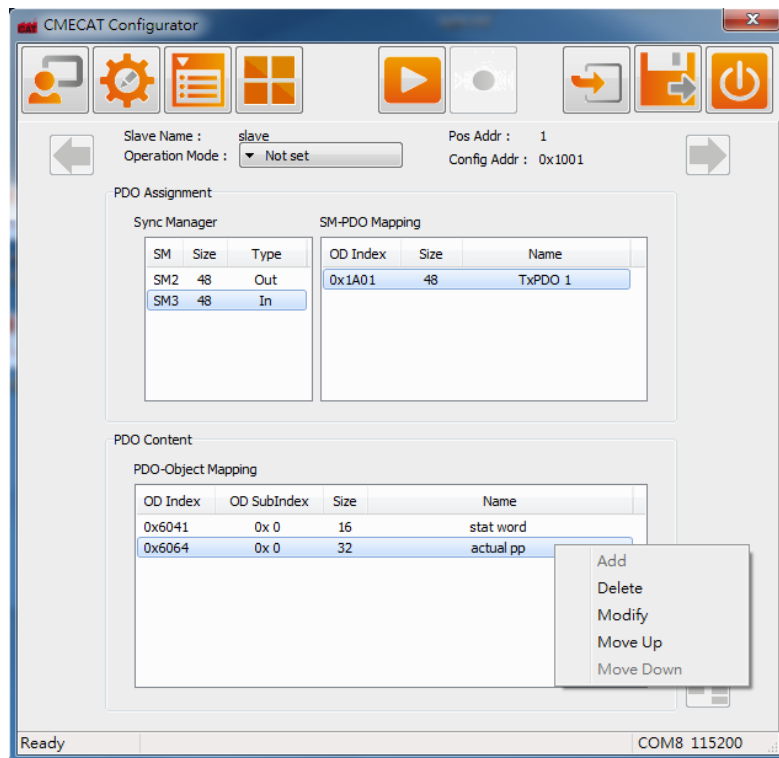 CAT CMECAT Configurator
Slave Name : slave Pos Addr : 1
Operation Mode : Not set Config Addr : 0x1001
PDO Assignment
Sync Manager SM-PDO Mapping
SM Size Type OD Index Size Name
SM2 48 Out 0x1A01 48 TxPDO 1
SM3 48 In
PDO Content
PDO-Object Mapping
OD Index OD SubIndex Size Name
0x6041 0x 0 16 stat word
0x6064 0x 0 32 actual pp
Add
Delete
Modify
Move Up
Move Down
Ready COM8 115200